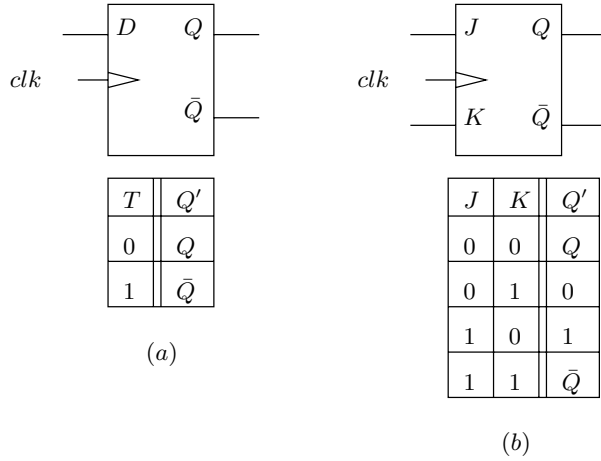 D Q
clk
Q̄
T Q′
0 Q
1 Q̄
(a)
J Q
clk
K Q̄
J K Q′
0 0 Q
0 1 0
1 0 1
1 1 Q̄
(b)